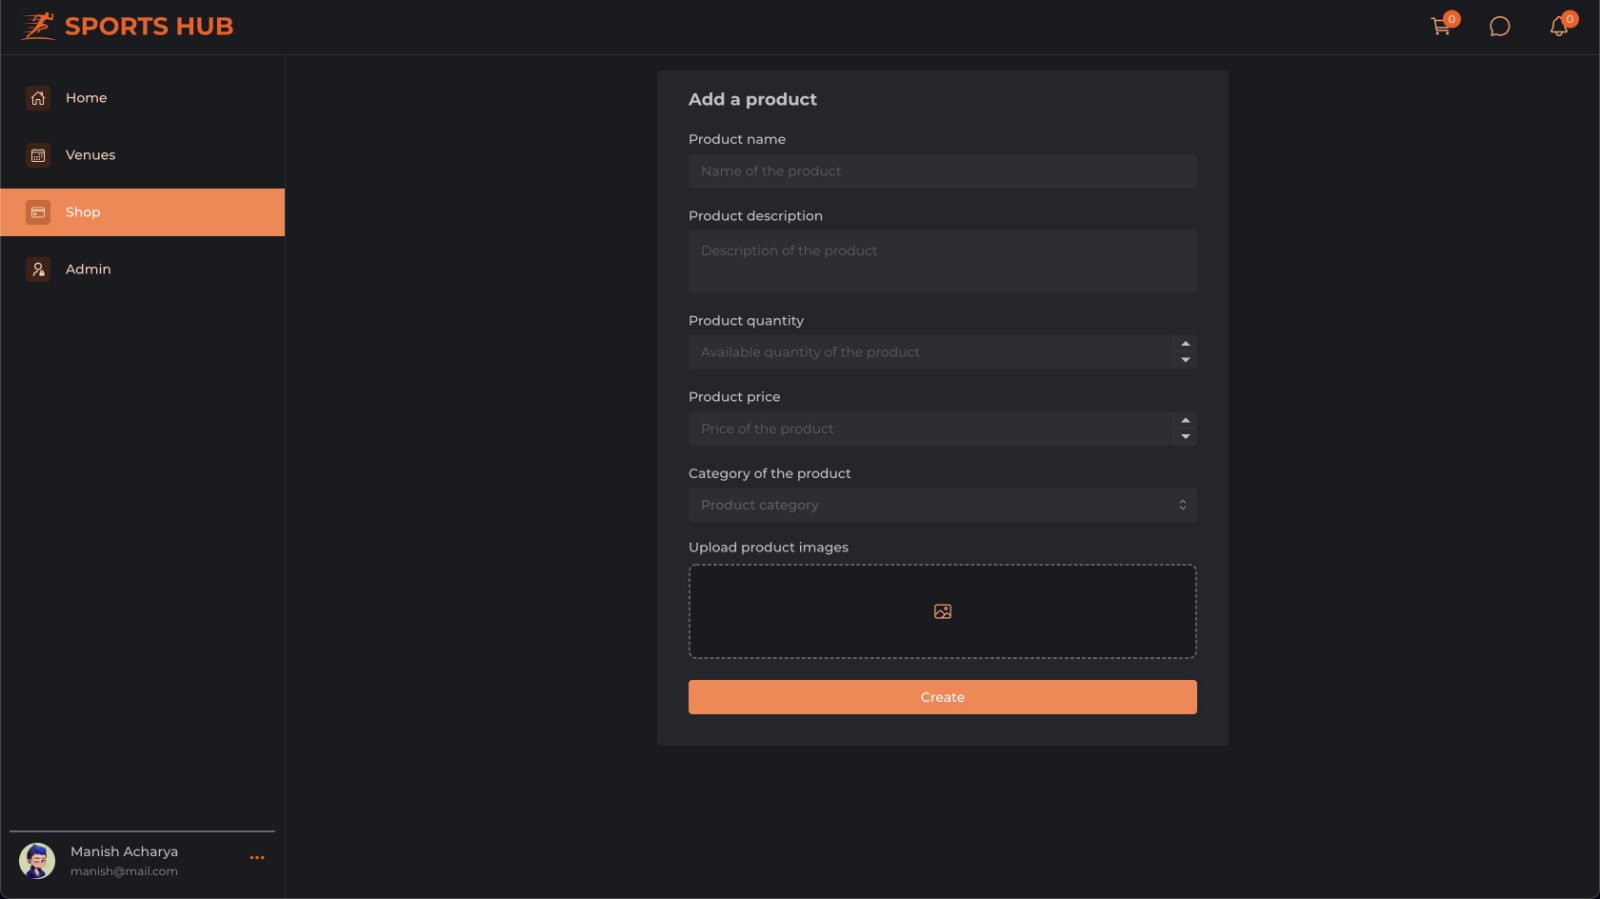 SPORTS HUB
0
0
Home
Venues
Shop
Admin
Add a product
Product name
Name of the product
Product description
Description of the product
Product quantity
Available quantity of the product
Product price
Price of the product
Category of the product
Product category
Upload product images
Create
Manish Acharya
manish@mail.com